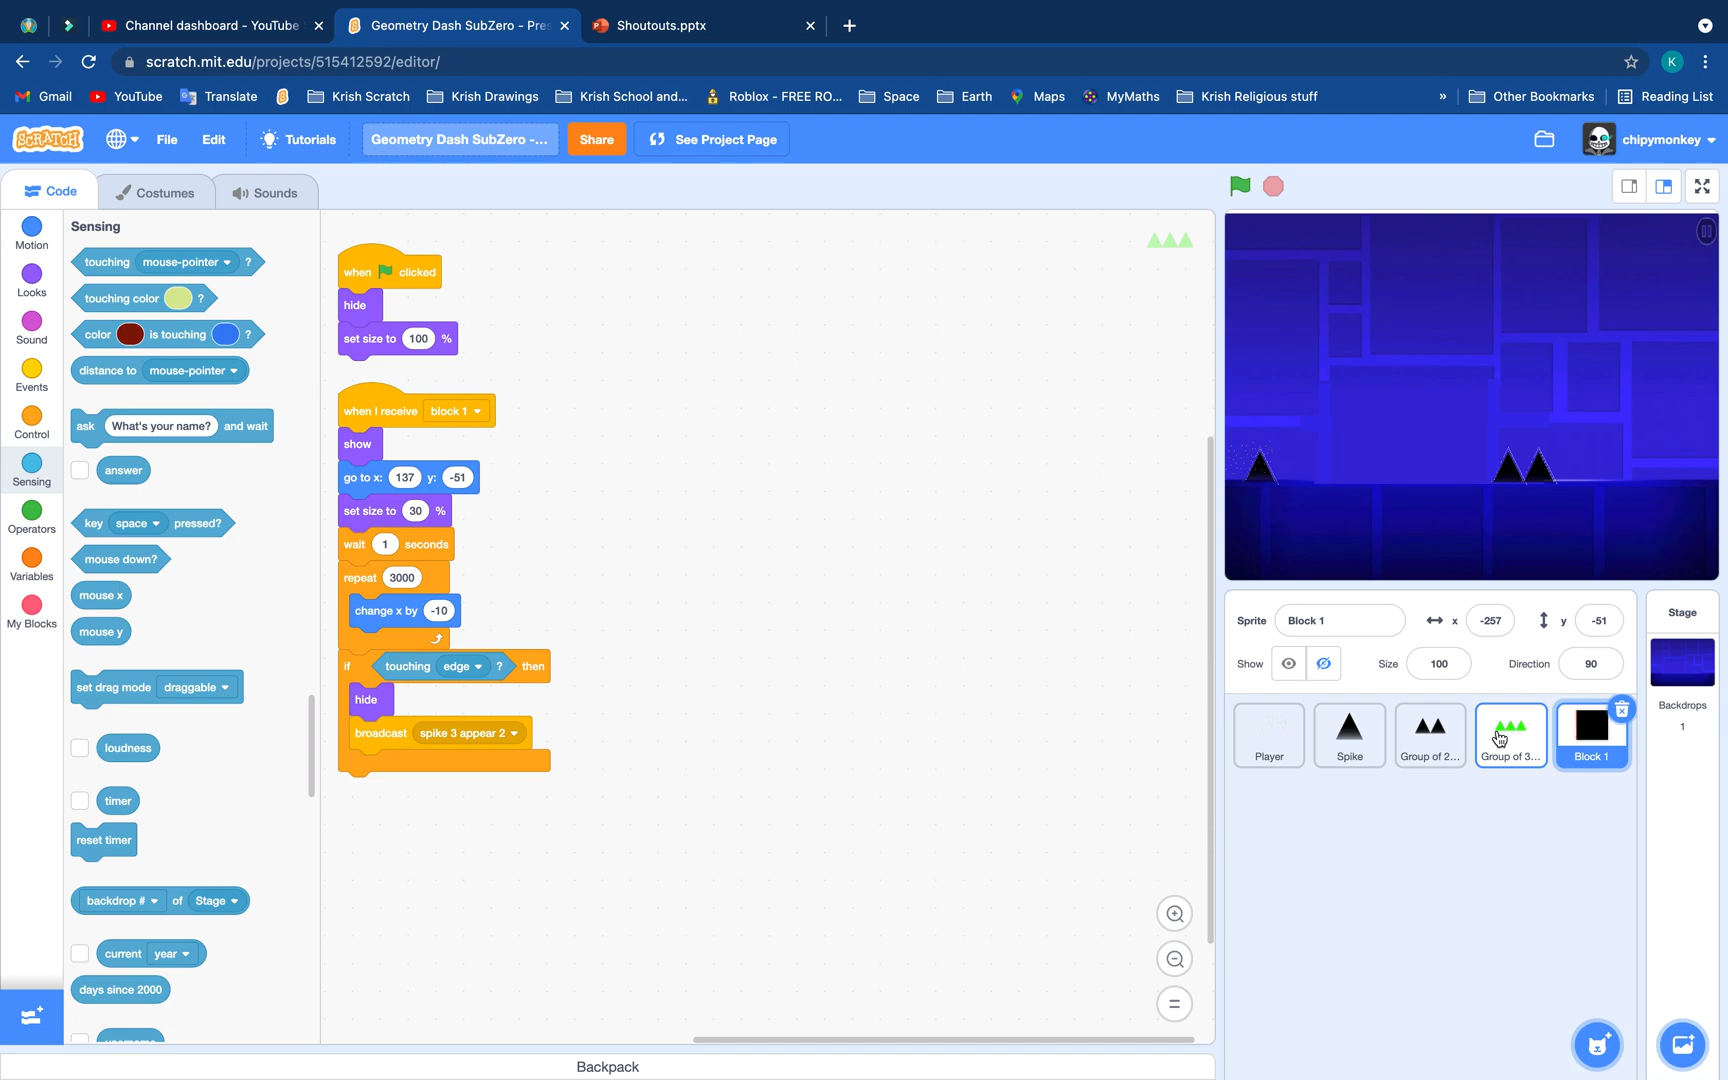 Channel dashboard - YouTube
Geometry Dash SubZero - Pres
Shoutouts.pptx
scratch.mit.edu/projects/515412592/editor/
K
Gmail
YouTube
Translate
Krish Scratch
Krish Drawings
Krish School and...
Roblox - FREE RO...
Space
Earth
Maps
MyMaths
Krish Religious stuff
»
Other Bookmarks
Reading List
SCRATCH
File
Edit
Tutorials
Geometry Dash SubZero -...
Share
See Project Page
chipymonkey
Code
Costumes
Sounds
Motion
Looks
Sound
Events
Control
Sensing
Operators
Variables
My Blocks
Sensing
touching mouse-pointer ?
touching color ?
color is touching ?
distance to mouse-pointer
ask What's your name? and wait
answer
key space pressed?
mouse down?
mouse x
mouse y
set drag mode draggable
loudness
timer
reset timer
backdrop # of Stage
current year
days since 2000
username
when clicked
hide
set size to 100 %
when I receive block 1
show
go to x: 137 y: -51
set size to 30 %
wait 1 seconds
repeat 3000
change x by -10
if touching edge ? then
hide
broadcast spike 3 appear 2
Backpack
Sprite Block 1 x -257 y -51
Show Size 100 Direction 90
Player
Spike
Group of 2...
Group of 3...
Block 1
Stage
Backdrops
1